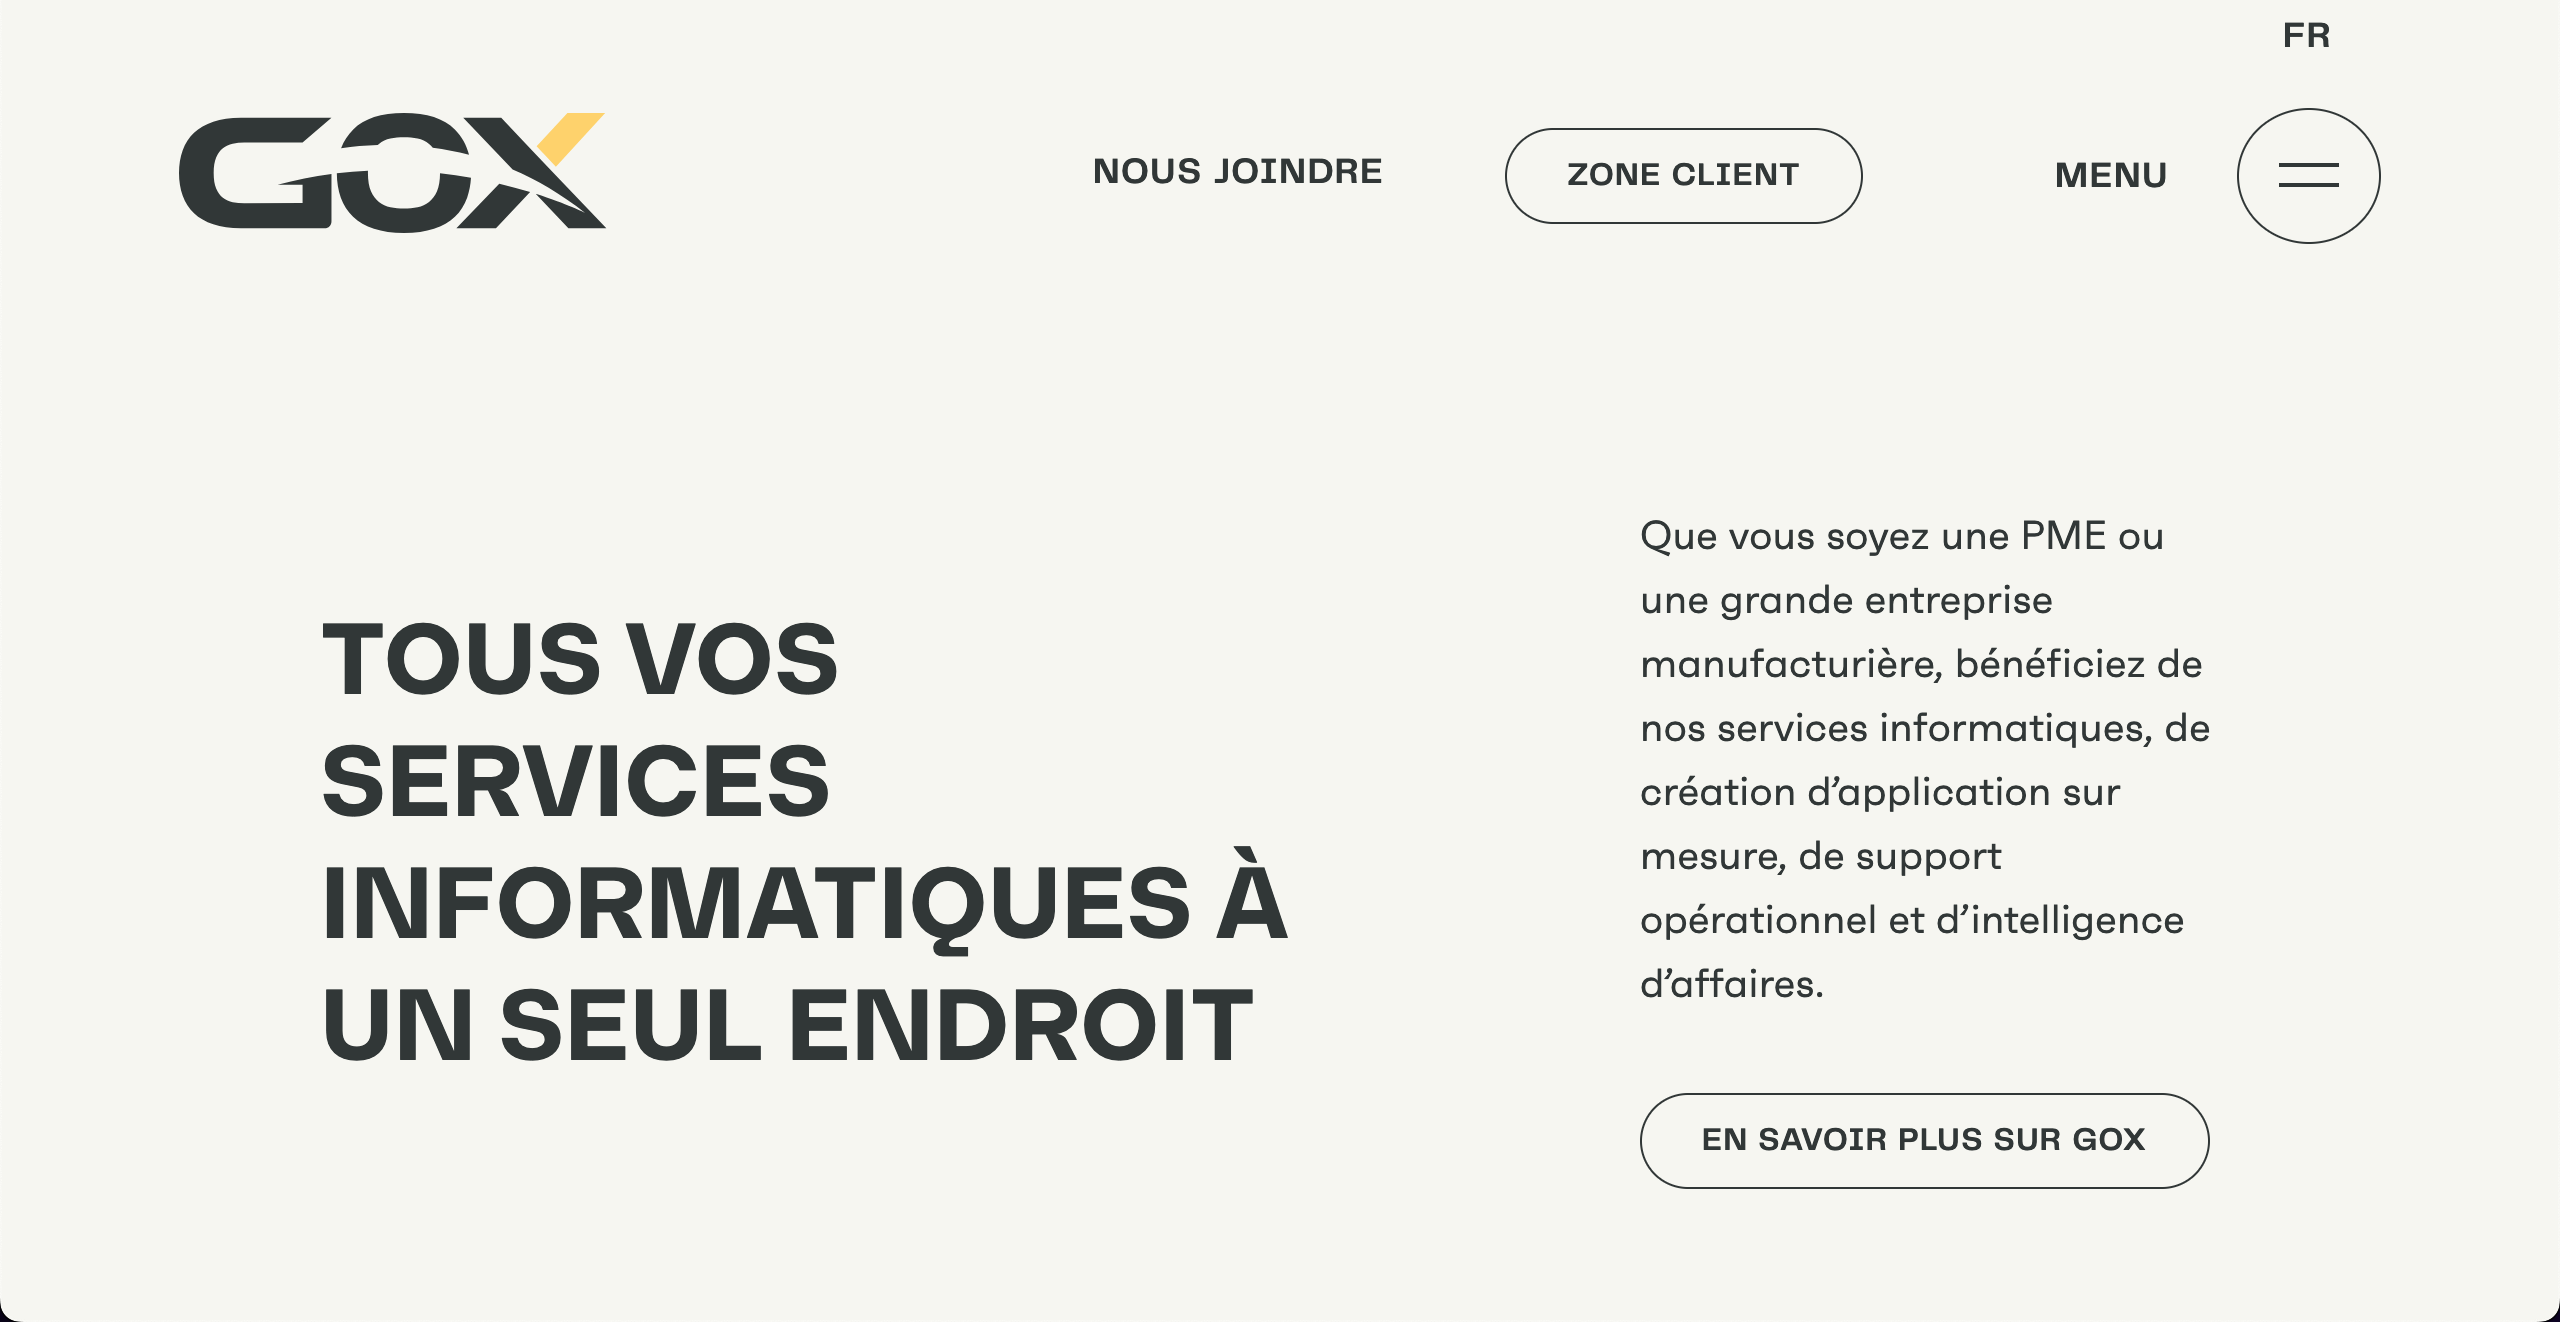 FR
GOX
NOUS JOINDRE
ZONE CLIENT
MENU
TOUS VOS
SERVICES
INFORMATIQUES À
UN SEUL ENDROIT
Que vous soyez une PME ou
une grande entreprise
manufacturière, bénéficiez de
nos services informatiques, de
création d’application sur
mesure, de support
opérationnel et d’intelligence
d’affaires.
EN SAVOIR PLUS SUR GOX